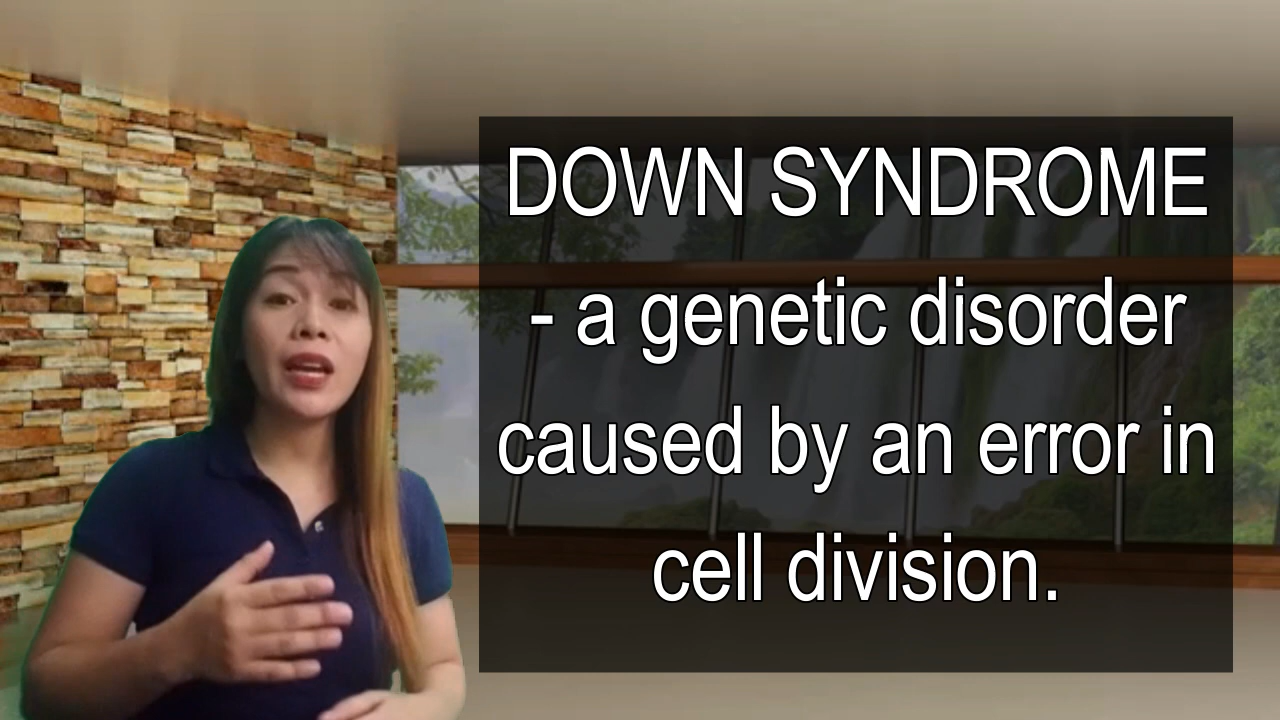 DOWN SYNDROME
- a genetic disorder
caused by an error in
cell division.